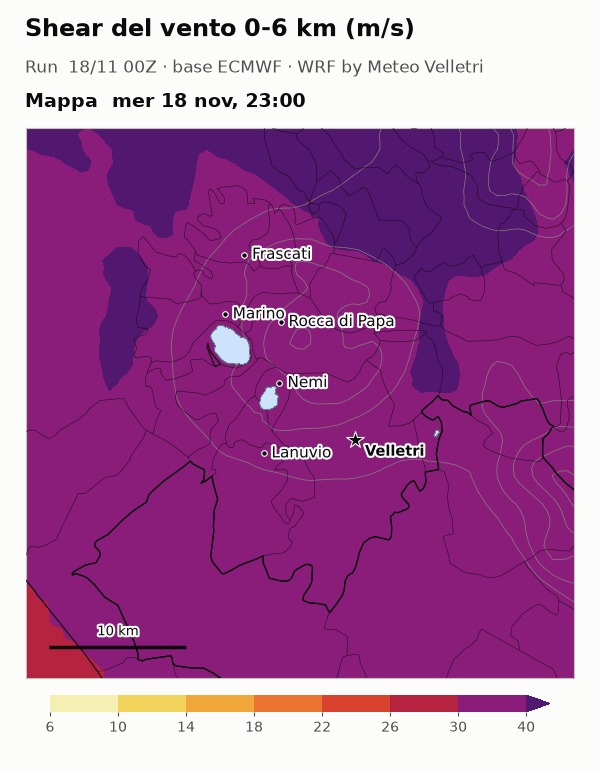 Shear del vento 0-6 km (m/s)
Run 18/11 00Z · base ECMWF · WRF by Meteo Velletri
Mappa mer 18 nov, 23:00
Frascati
Marino
Rocca di Papa
Nemi
Velletri
Lanuvio
10 km
6 10 14 18 22 26 30 40